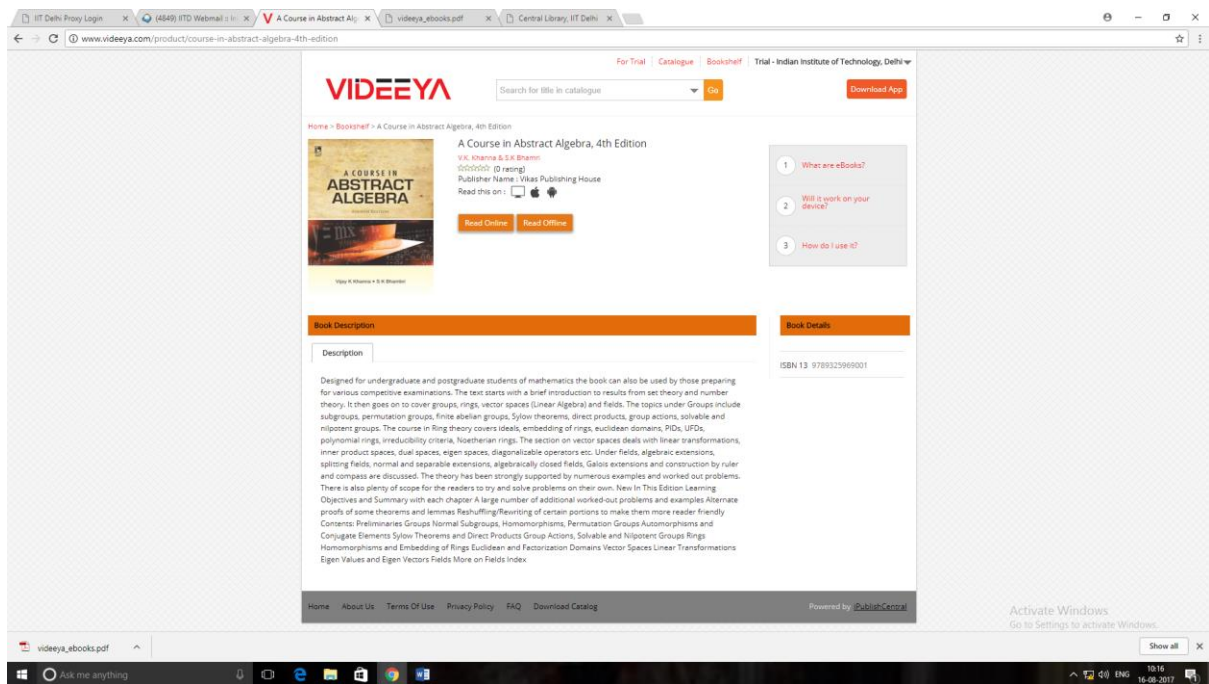 IIT Delhi Proxy Login
(4849) IITD Webmail :: In
A Course in Abstract Alg
videeya_ebooks.pdf
Central Library, IIT Delhi
www.videeya.com/product/course-in-abstract-algebra-4th-edition
For Trial | Catalogue | Bookshelf | Trial - Indian Institute of Technology, Delhi
VIDEEYA
Search for title in catalogue
Go
Download App
Home > Bookshelf > A Course in Abstract Algebra, 4th Edition
A COURSE IN
ABSTRACT
ALGEBRA
Vijay K Khanna • S K Bhambri
A Course in Abstract Algebra, 4th Edition
V.K. Khanna & S.K Bhamri
(0 rating)
Publisher Name : Vikas Publishing House
Read this on :
Read Online
Read Offline
1 What are eBooks?
2 Will it work on your
device?
3 How do I use it?
Book Description
Description
Designed for undergraduate and postgraduate students of mathematics the book can also be used by those preparing
for various competitive examinations. The text starts with a brief introduction to results from set theory and number
theory. It then goes on to cover groups, rings, vector spaces (Linear Algebra) and fields. The topics under Groups include
subgroups, permutation groups, finite abelian groups, Sylow theorems, direct products, group actions, solvable and
nilpotent groups. The course in Ring theory covers ideals, embedding of rings, euclidean domains, PIDs, UFDs,
polynomial rings, irreducibility criteria, Noetherian rings. The section on vector spaces deals with linear transformations,
inner product spaces, dual spaces, eigen spaces, diagonalizable operators etc. Under fields, algebraic extensions,
splitting fields, normal and separable extensions, algebraically closed fields, Galois extensions and construction by ruler
and compass are discussed. The theory has been strongly supported by numerous examples and worked out problems.
There is also plenty of scope for the readers to try and solve problems on their own. New In This Edition Learning
Objectives and Summary with each chapter A large number of additional worked-out problems and examples Alternate
proofs of some theorems and lemmas Reshuffling/Rewriting of certain portions to make them more reader friendly
Contents: Preliminaries Groups Normal Subgroups, Homomorphisms, Permutation Groups Automorphisms and
Conjugate Elements Sylow Theorems and Direct Products Group Actions, Solvable and Nilpotent Groups Rings
Homomorphisms and Embedding of Rings Euclidean and Factorization Domains Vector Spaces Linear Transformations
Eigen Values and Eigen Vectors Fields More on Fields Index
Book Details
ISBN 13 9789325969001
Home About Us Terms Of Use Privacy Policy FAQ Download Catalog
Powered by iPublishCentral
Activate Windows
Go to Settings to activate Windows.
videeya_ebooks.pdf
Show all
Ask me anything
ENG
10:16
16-08-2017